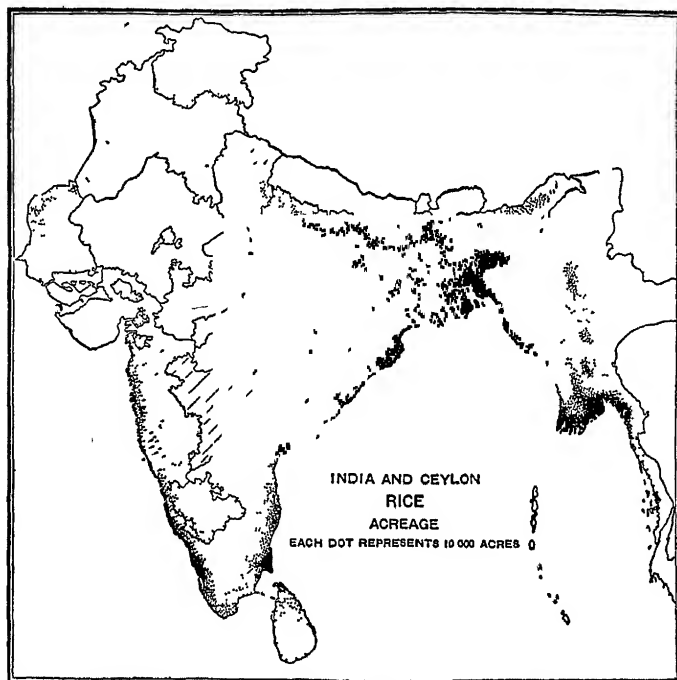 INDIA AND CEYLON
RICE
ACREAGE
EACH DOT REPRESENTS 10 000 ACRES